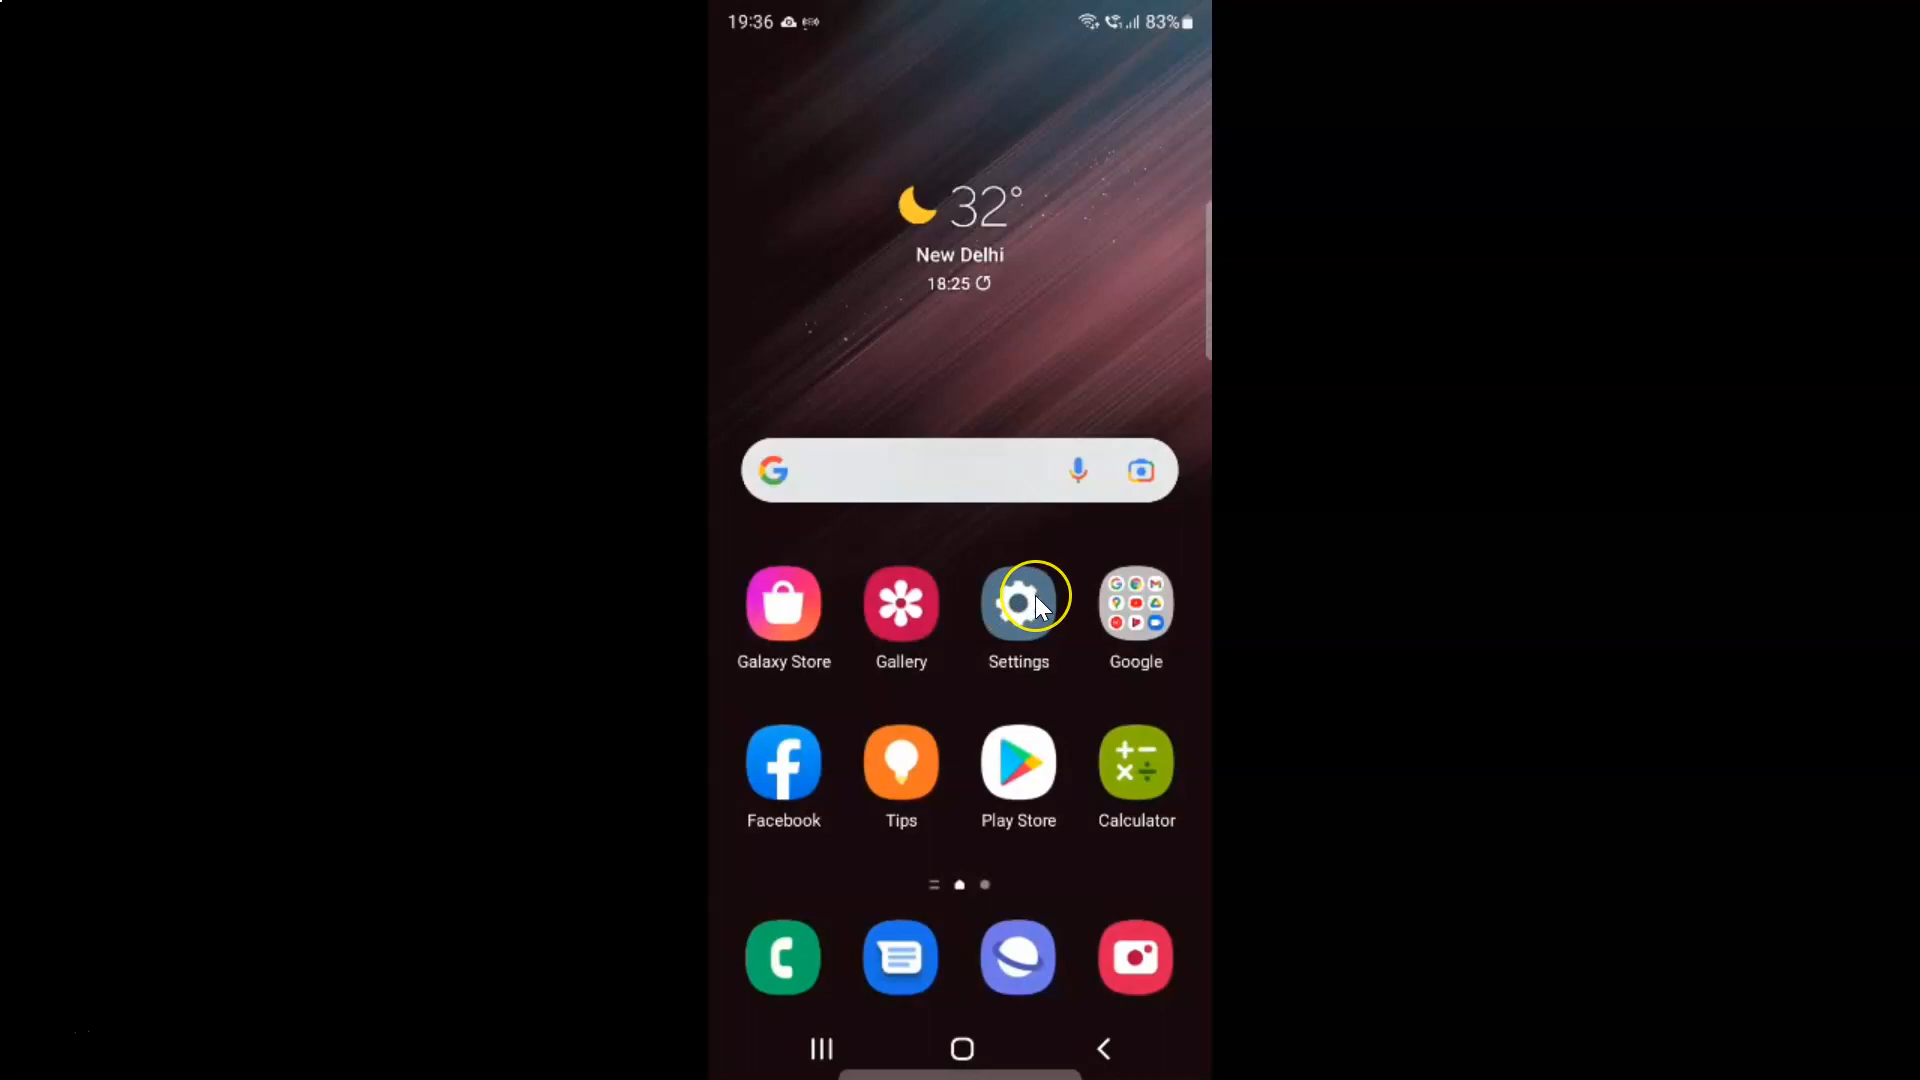 19:36 83%
32°
New Delhi
18:25
Galaxy Store Gallery Settings Google
Facebook Tips Play Store Calculator